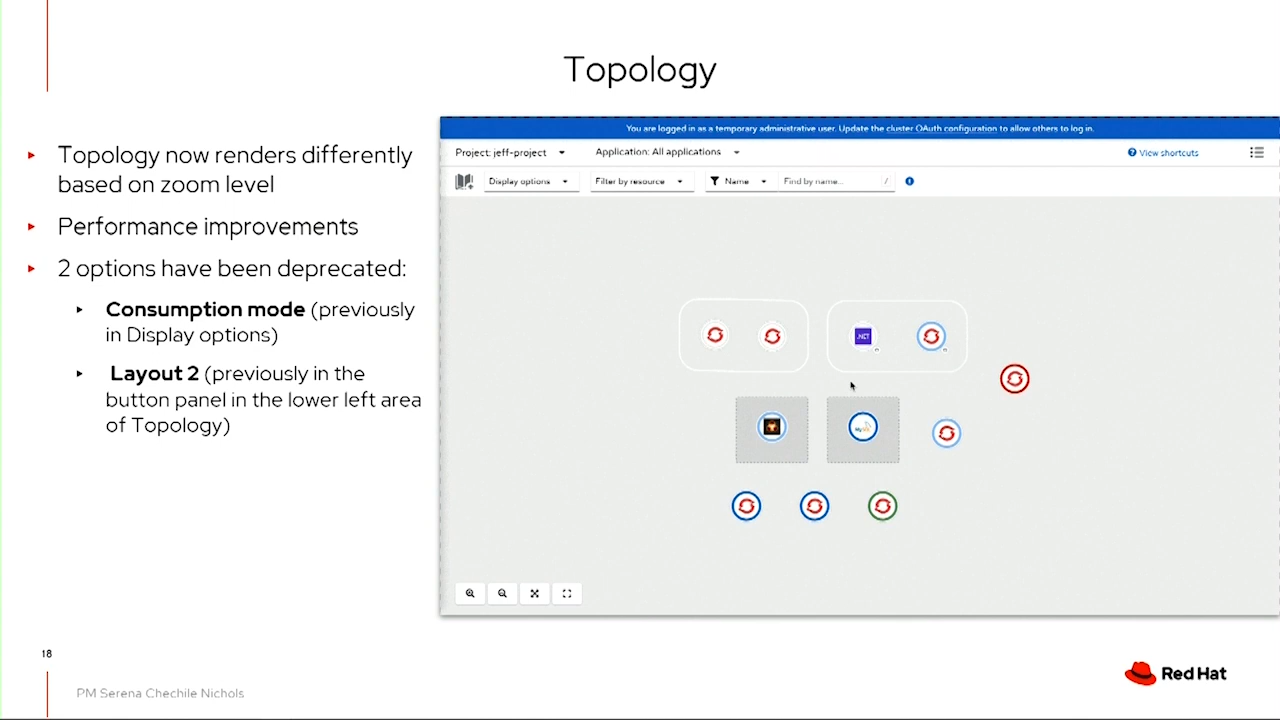 Topology
Topology now renders differently
based on zoom level
Performance improvements
2 options have been deprecated:
Consumption mode (previously
in Display options)
Layout 2 (previously in the
button panel in the lower left area
of Topology)
You are logged in as a temporary administrative user. Update the cluster OAuth configuration to allow others to log in.
Project: jeff-project
Application: All applications
View shortcuts
Display options
Filter by resource
Name
Find by name...
/
.NET
18
PM Serena Chechile Nichols
Red Hat